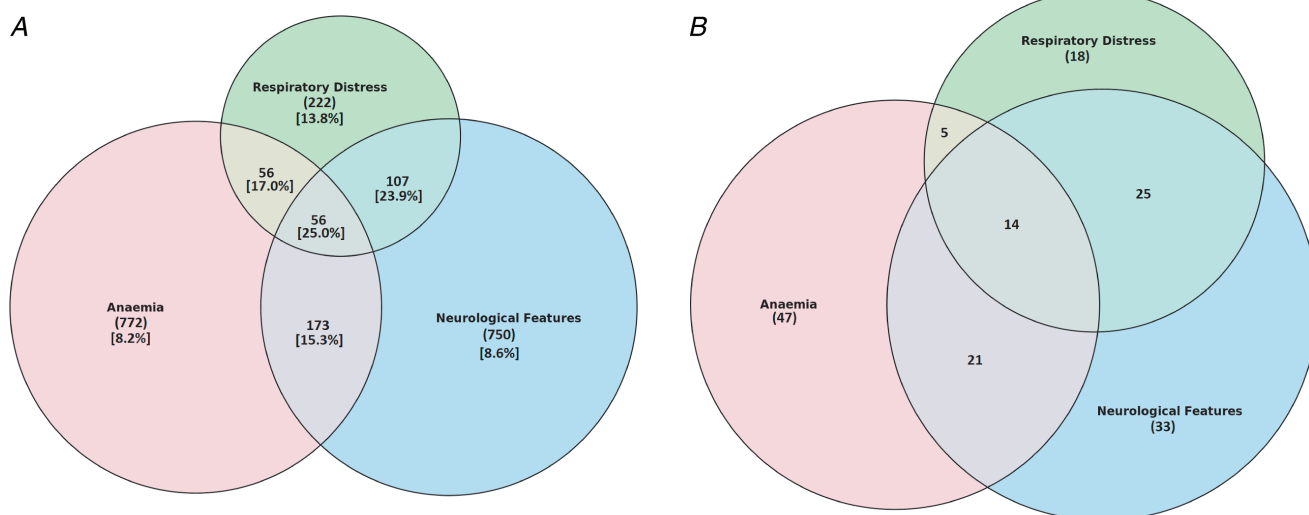 A
Respiratory Distress
(222)
[13.8%]
56
[17.0%]
107
[23.9%]
56
[25.0%]
Anaemia
(772)
[8.2%]
173
[15.3%]
Neurological Features
(750)
[8.6%]
B
Respiratory Distress
(18)
5
25
14
Anaemia
(47)
21
Neurological Features
(33)